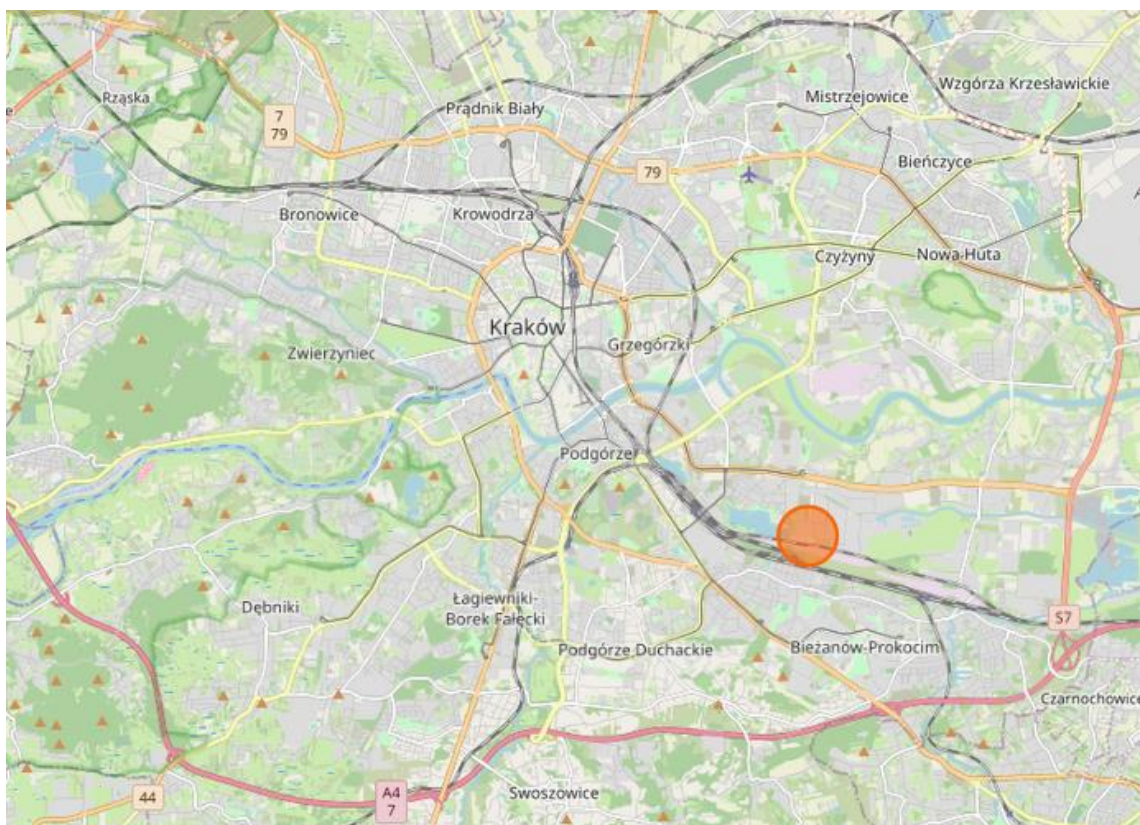 Wzgórza Krzesławickie
Rząska
Mistrzejowice
Prądnik Biały
7
79
Bieńczyce
79
Bronowice
Krowodrza
Czyżyny
Nowa Huta
Kraków
Grzegórzki
Zwierzyniec
Podgórze
Dębniki
Łagiewniki-
Borek Fałęcki
S7
Podgórze Duchackie
Bieżanów-Prokocim
Czarnochowice
44
A4
7
Swoszowice